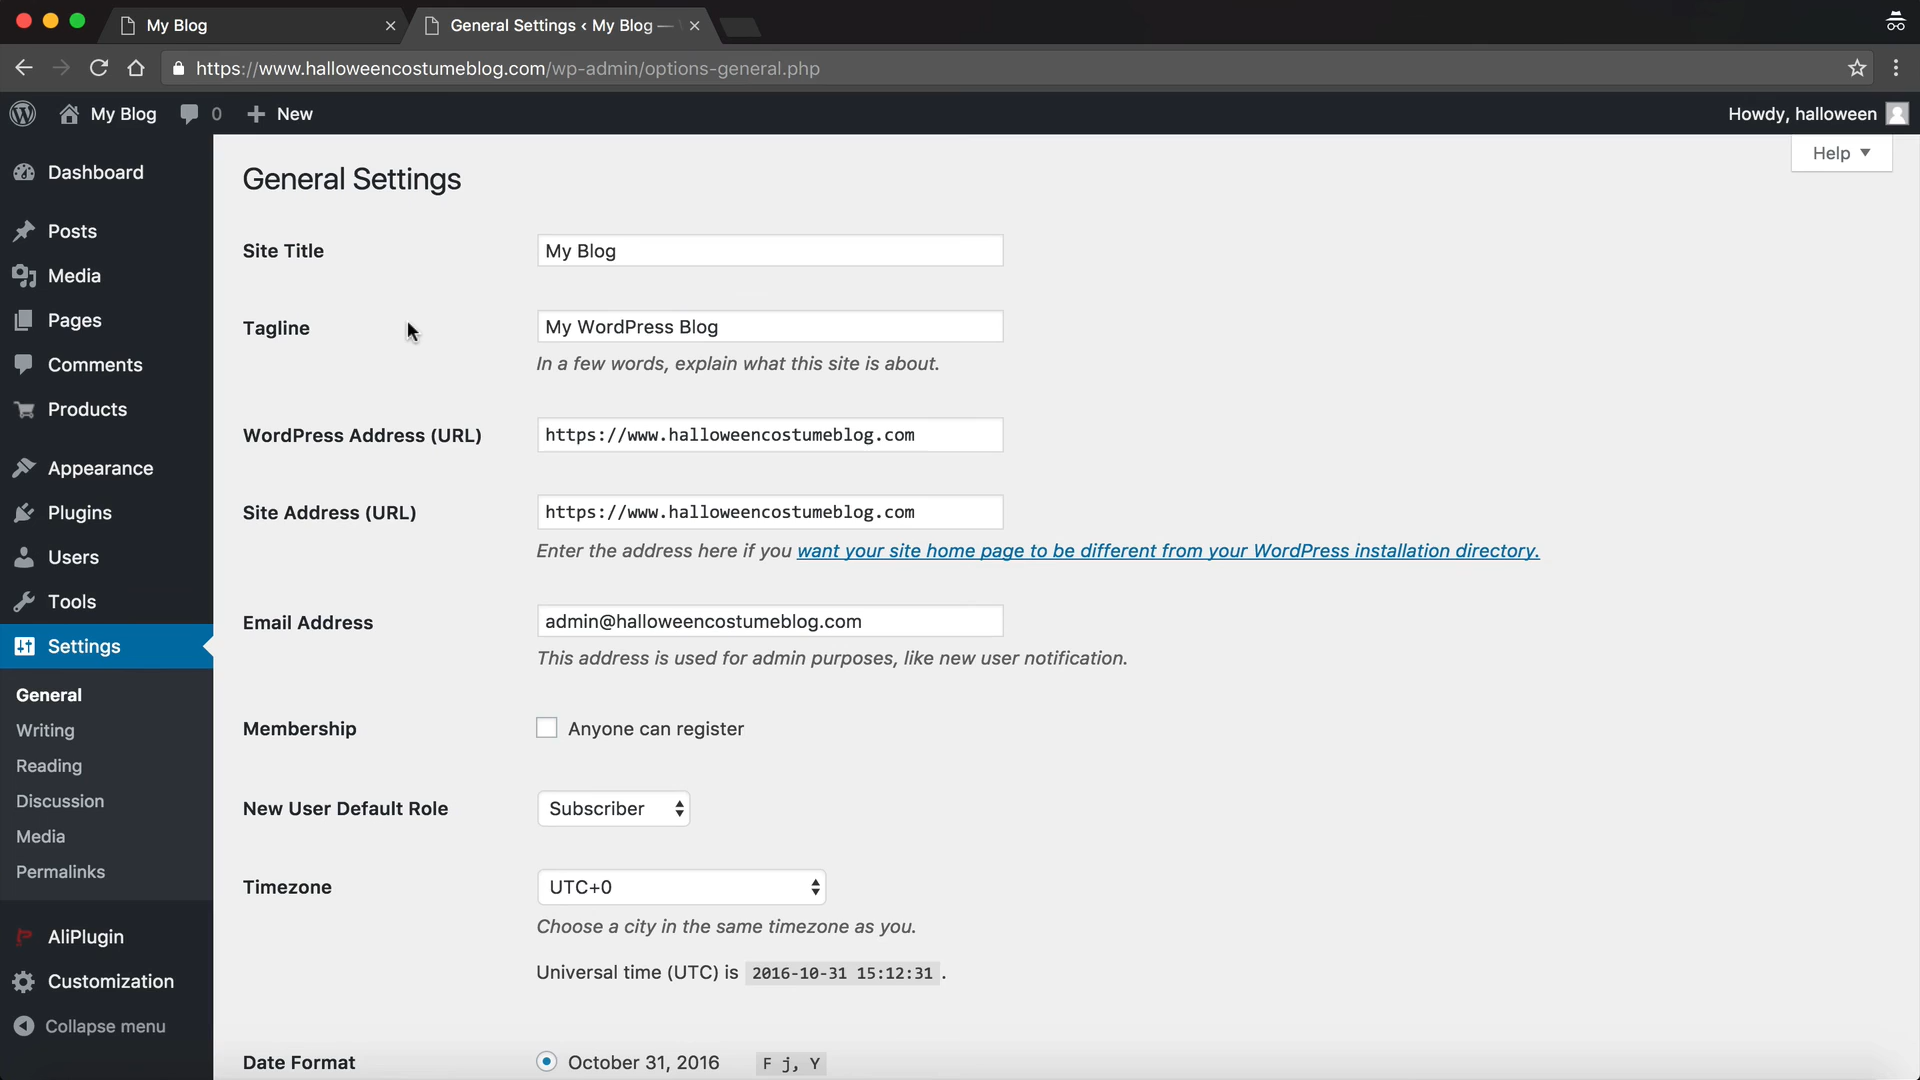 My Blog
General Settings ‹ My Blog —
https://www.halloweencostumeblog.com/wp-admin/options-general.php
My Blog 0 New
Howdy, halloween
Help
Dashboard
Posts
Media
Pages
Comments
Products
Appearance
Plugins
Users
Tools
Settings
General
Writing
Reading
Discussion
Media
Permalinks
AliPlugin
Customization
Collapse menu
General Settings
Site Title My Blog
Tagline My WordPress Blog
In a few words, explain what this site is about.
WordPress Address (URL) https://www.halloweencostumeblog.com
Site Address (URL) https://www.halloweencostumeblog.com
Enter the address here if you want your site home page to be different from your WordPress installation directory.
Email Address admin@halloweencostumeblog.com
This address is used for admin purposes, like new user notification.
Membership Anyone can register
New User Default Role Subscriber
Timezone UTC+0
Choose a city in the same timezone as you.
Universal time (UTC) is 2016-10-31 15:12:31 .
Date Format October 31, 2016 F j, Y